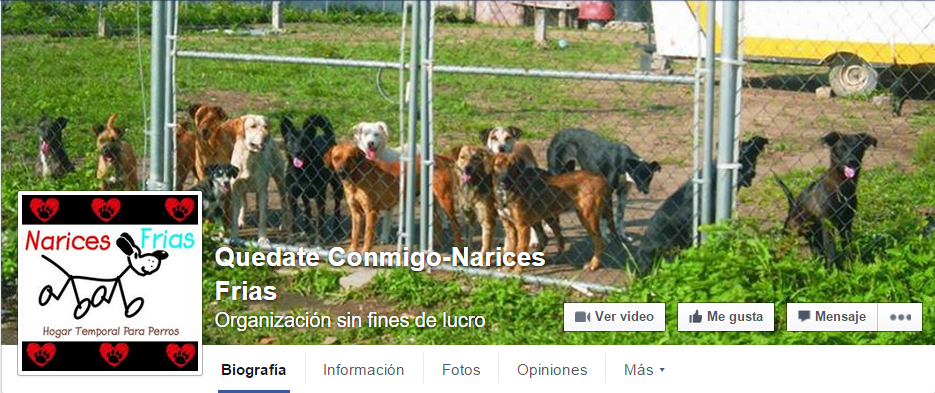 Narices Frias
Hogar Temporal Para Perros
Quedate Conmigo-Narices
Frias
Organización sin fines de lucro
Ver video
Me gusta
Mensaje
Biografía
Información
Fotos
Opiniones
Más